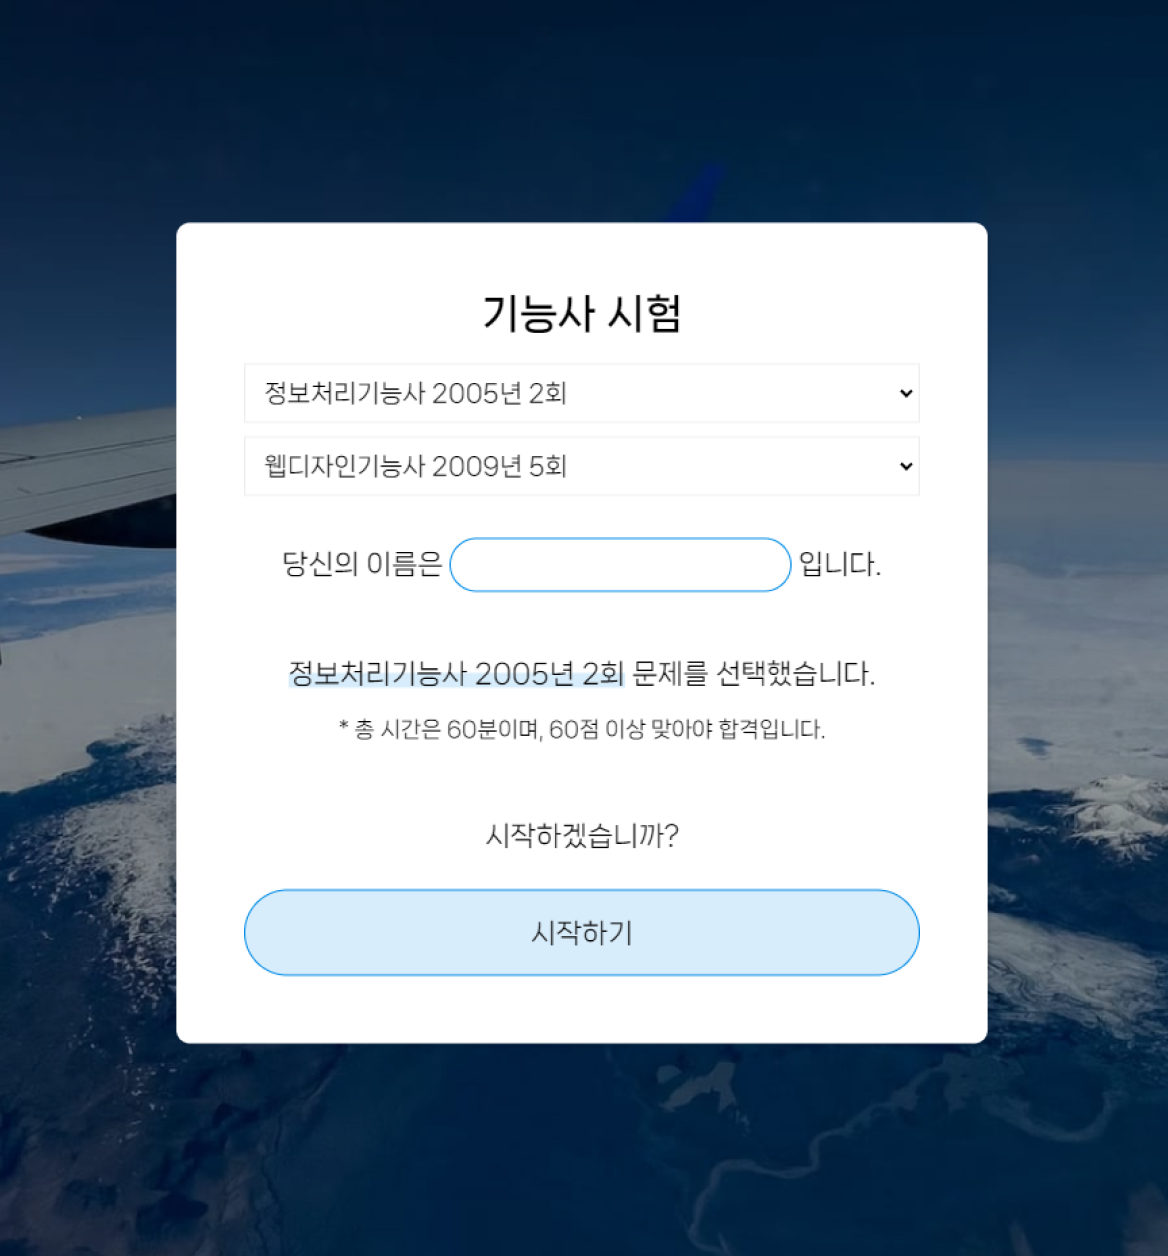 기능사 시험
정보처리기능사 2005년 2회
웹디자인기능사 2009년 5회
당신의 이름은 입니다.
정보처리기능사 2005년 2회 문제를 선택했습니다.
* 총 시간은 60분이며, 60점 이상 맞아야 합격입니다.
시작하겠습니까?
시작하기